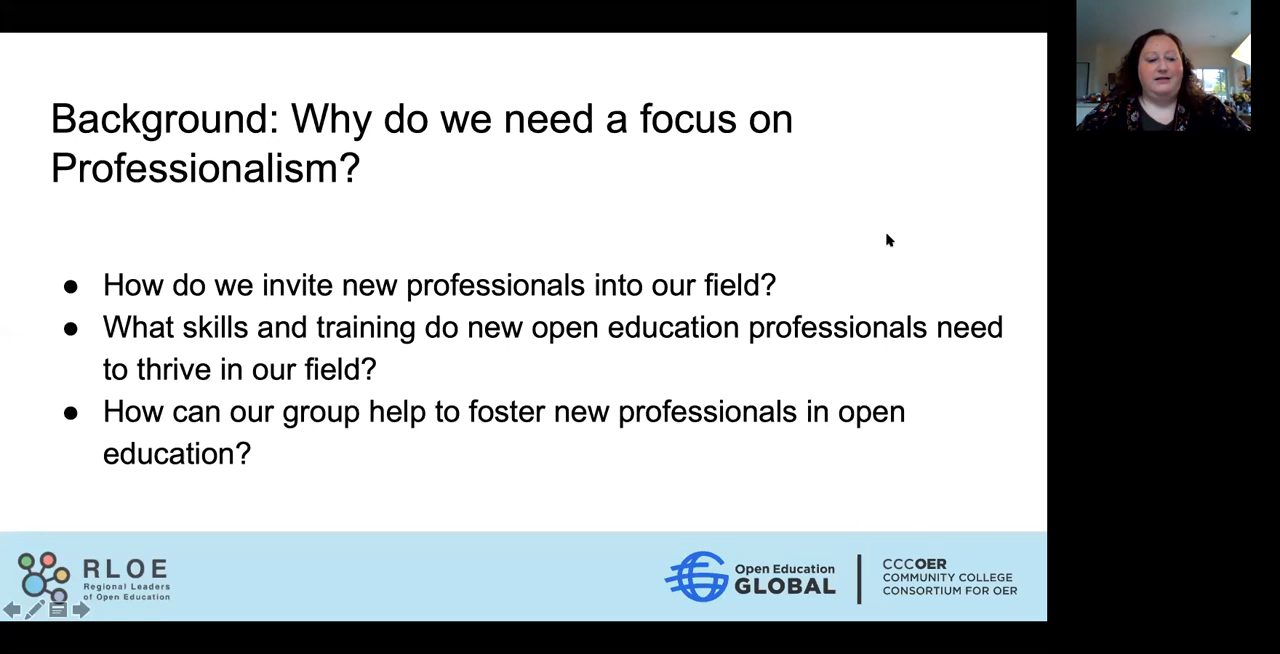 Background: Why do we need a focus on
Professionalism?
● How do we invite new professionals into our field?
● What skills and training do new open education professionals need
to thrive in our field?
● How can our group help to foster new professionals in open
education?
RLOE
Regional Leaders
of Open Education
Open Education
GLOBAL
CCCOER
COMMUNITY COLLEGE
CONSORTIUM FOR OER